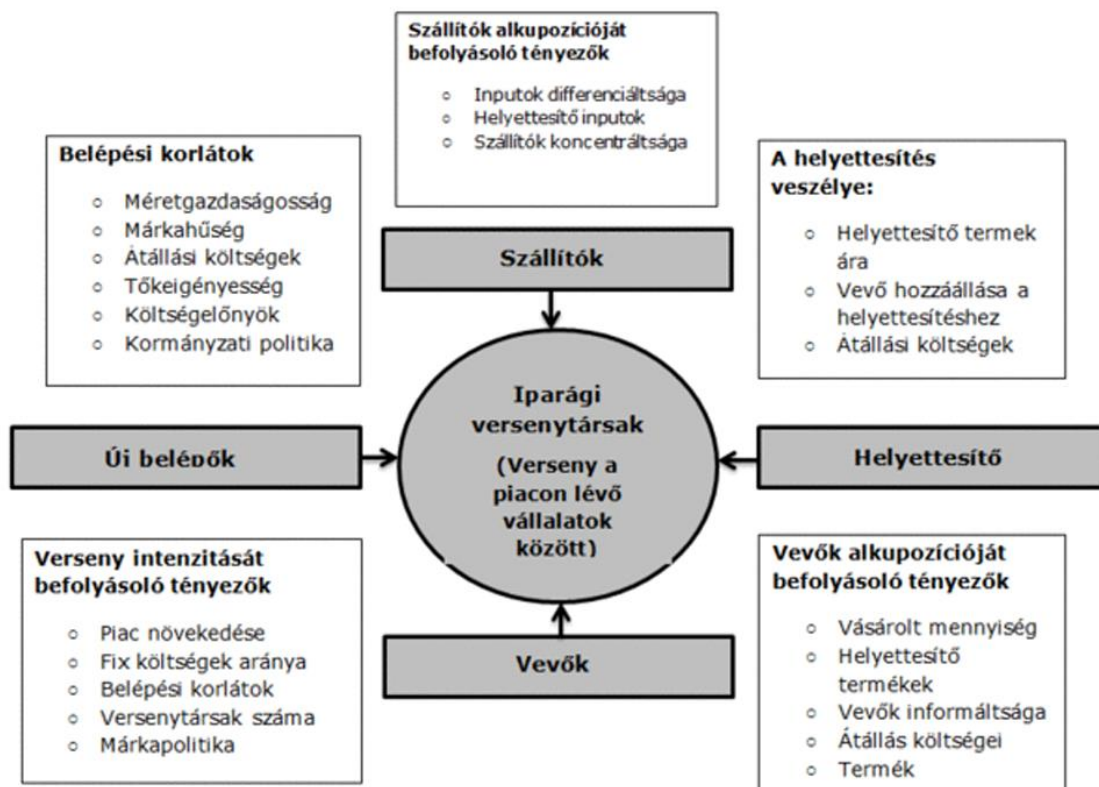 Szállítók alkupozícióját
befolyásoló tényezők
○ Inputok differenciáltsága
○ Helyettesítő inputok
○ Szállítók koncentráltsága
Belépési korlátok
○ Méretgazdaságosság
○ Márkahűség
○ Átállási költségek
○ Tőkeigényesség
○ Költségelőnyök
○ Kormányzati politika
A helyettesítés
veszélye:
○ Helyettesítő termek
ára
○ Vevő hozzáállása a
helyettesítéshez
○ Átállási költségek
Szállítók
Iparági
versenytársak
(Verseny a
piacon lévő
vállalatok
között)
Új belépők
Helyettesítő
Verseny intenzitását
befolyásoló tényezők
○ Piac növekedése
○ Fix költségek aránya
○ Belépési korlátok
○ Versenytársak száma
○ Márkapolitika
Vevők
Vevők alkupozícióját
befolyásoló tényezők
○ Vásárolt mennyiség
○ Helyettesítő
termékek
○ Vevők informáltsága
○ Átállás költségei
○ Termék